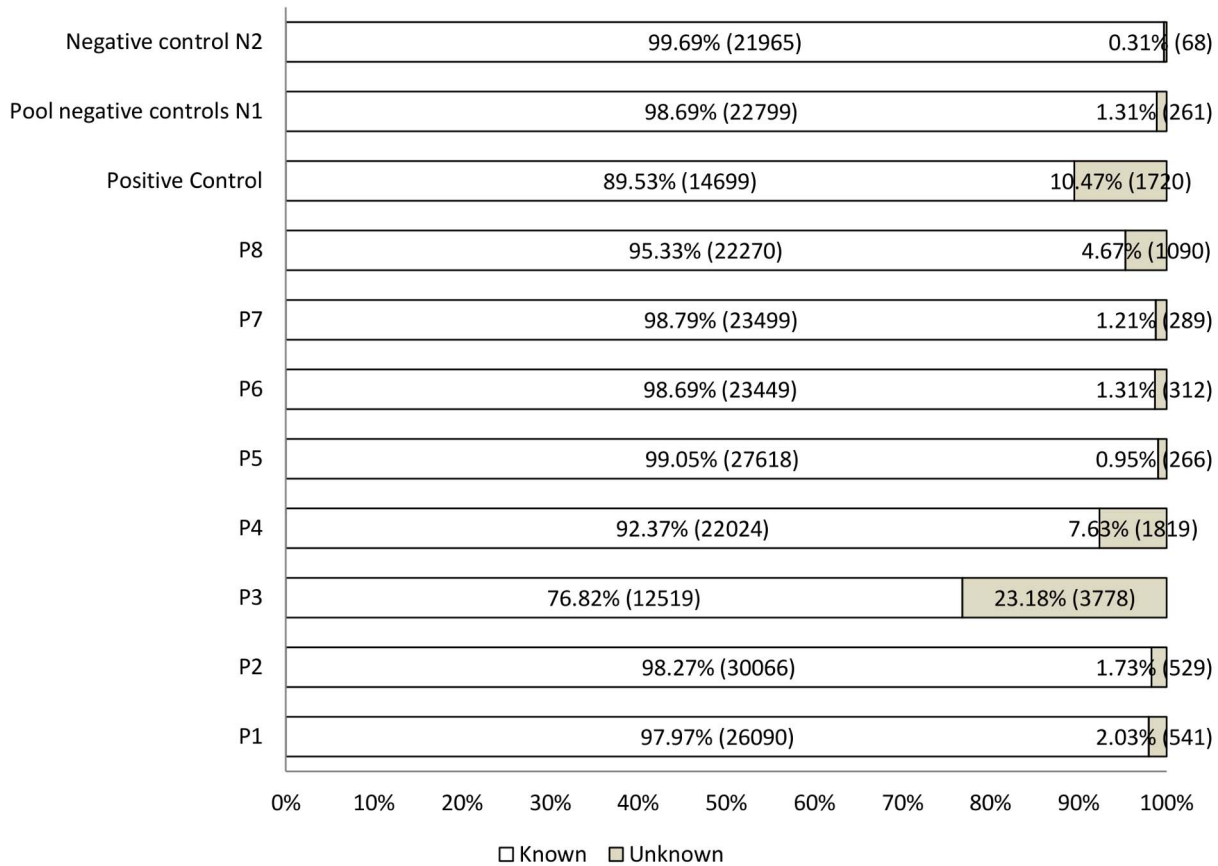 Negative control N2 99.69% (21965) 0.31% (68)
Pool negative controls N1 98.69% (22799) 1.31% (261)
Positive Control 89.53% (14699) 10.47% (1720)
P8 95.33% (22270) 4.67% (1090)
P7 98.79% (23499) 1.21% (289)
P6 98.69% (23449) 1.31% (312)
P5 99.05% (27618) 0.95% (266)
P4 92.37% (22024) 7.63% (1819)
P3 76.82% (12519) 23.18% (3778)
P2 98.27% (30066) 1.73% (529)
P1 97.97% (26090) 2.03% (541)
0% 10% 20% 30% 40% 50% 60% 70% 80% 90% 100%
Known Unknown